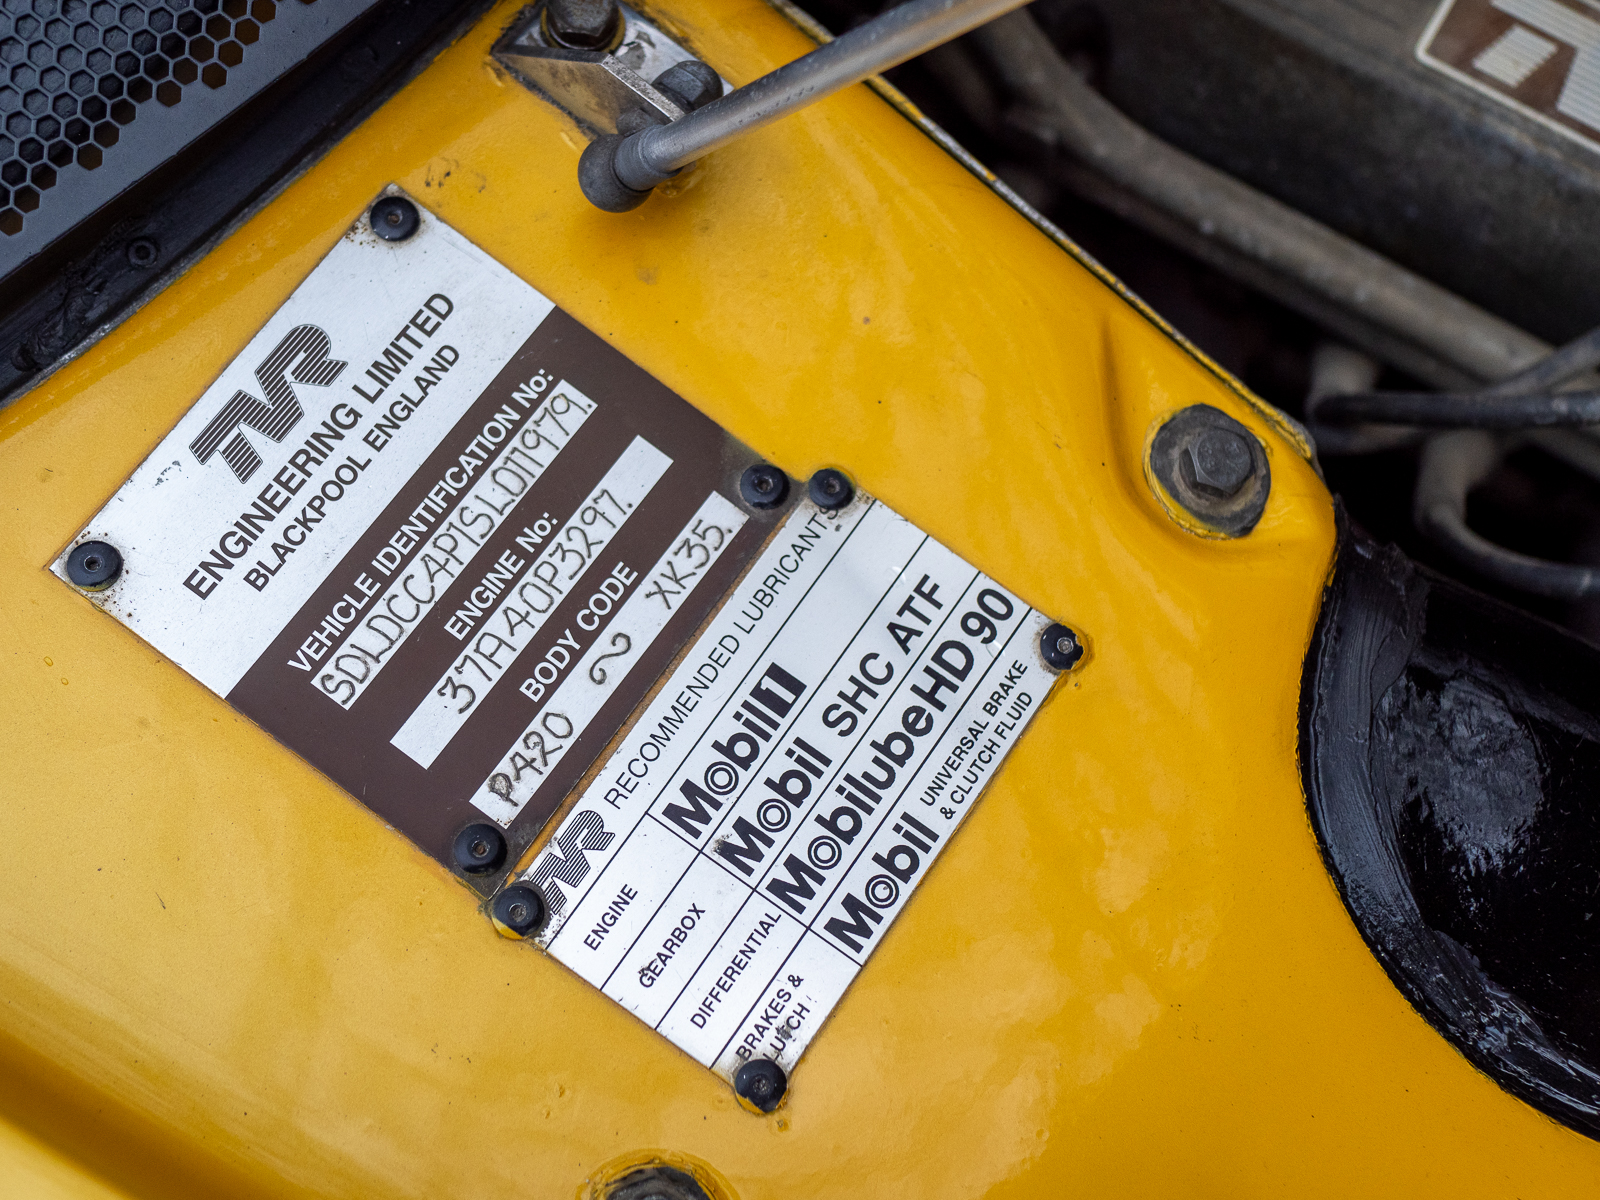 TVR
ENGINEERING LIMITED
BLACKPOOL ENGLAND
VEHICLE IDENTIFICATION No:
SDLDCC4P1SL011979.
ENGINE No:
37A40P3297.
BODY CODE
PA20 ~ XK35.
TVR RECOMMENDED LUBRICANTS
ENGINE Mobil 1
GEARBOX Mobil SHC ATF
DIFFERENTIAL Mobilube HD 90
BRAKES & CLUTCH Mobil UNIVERSAL BRAKE
& CLUTCH FLUID